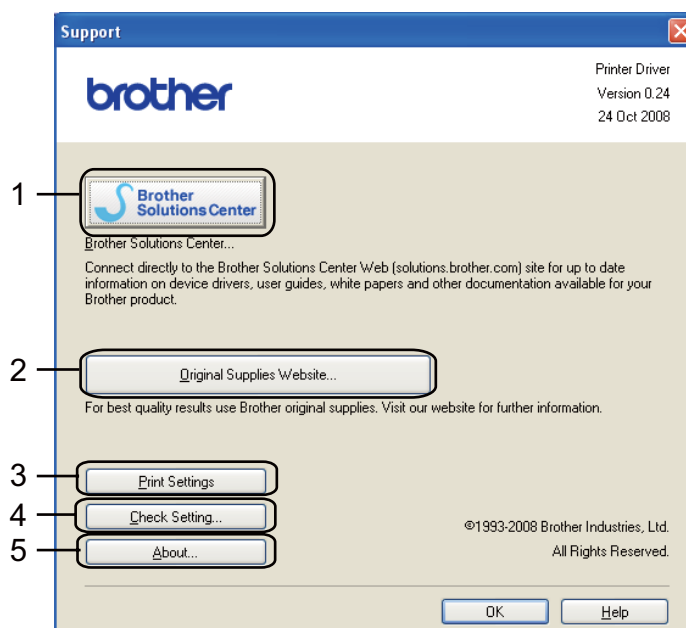 Support
brother
Printer Driver
Version 0.24
24 Oct 2008
1
Brother
Solutions Center
Brother Solutions Center...
Connect directly to the Brother Solutions Center Web (solutions.brother.com) site for up to date
information on device drivers, user guides, white papers and other documentation available for your
Brother product.
2
Original Supplies Website...
For best quality results use Brother original supplies. Visit our website for further information.
3
Print Settings
4
Check Setting...
5
About...
©1993-2008 Brother Industries, Ltd.
All Rights Reserved.
OK
Help